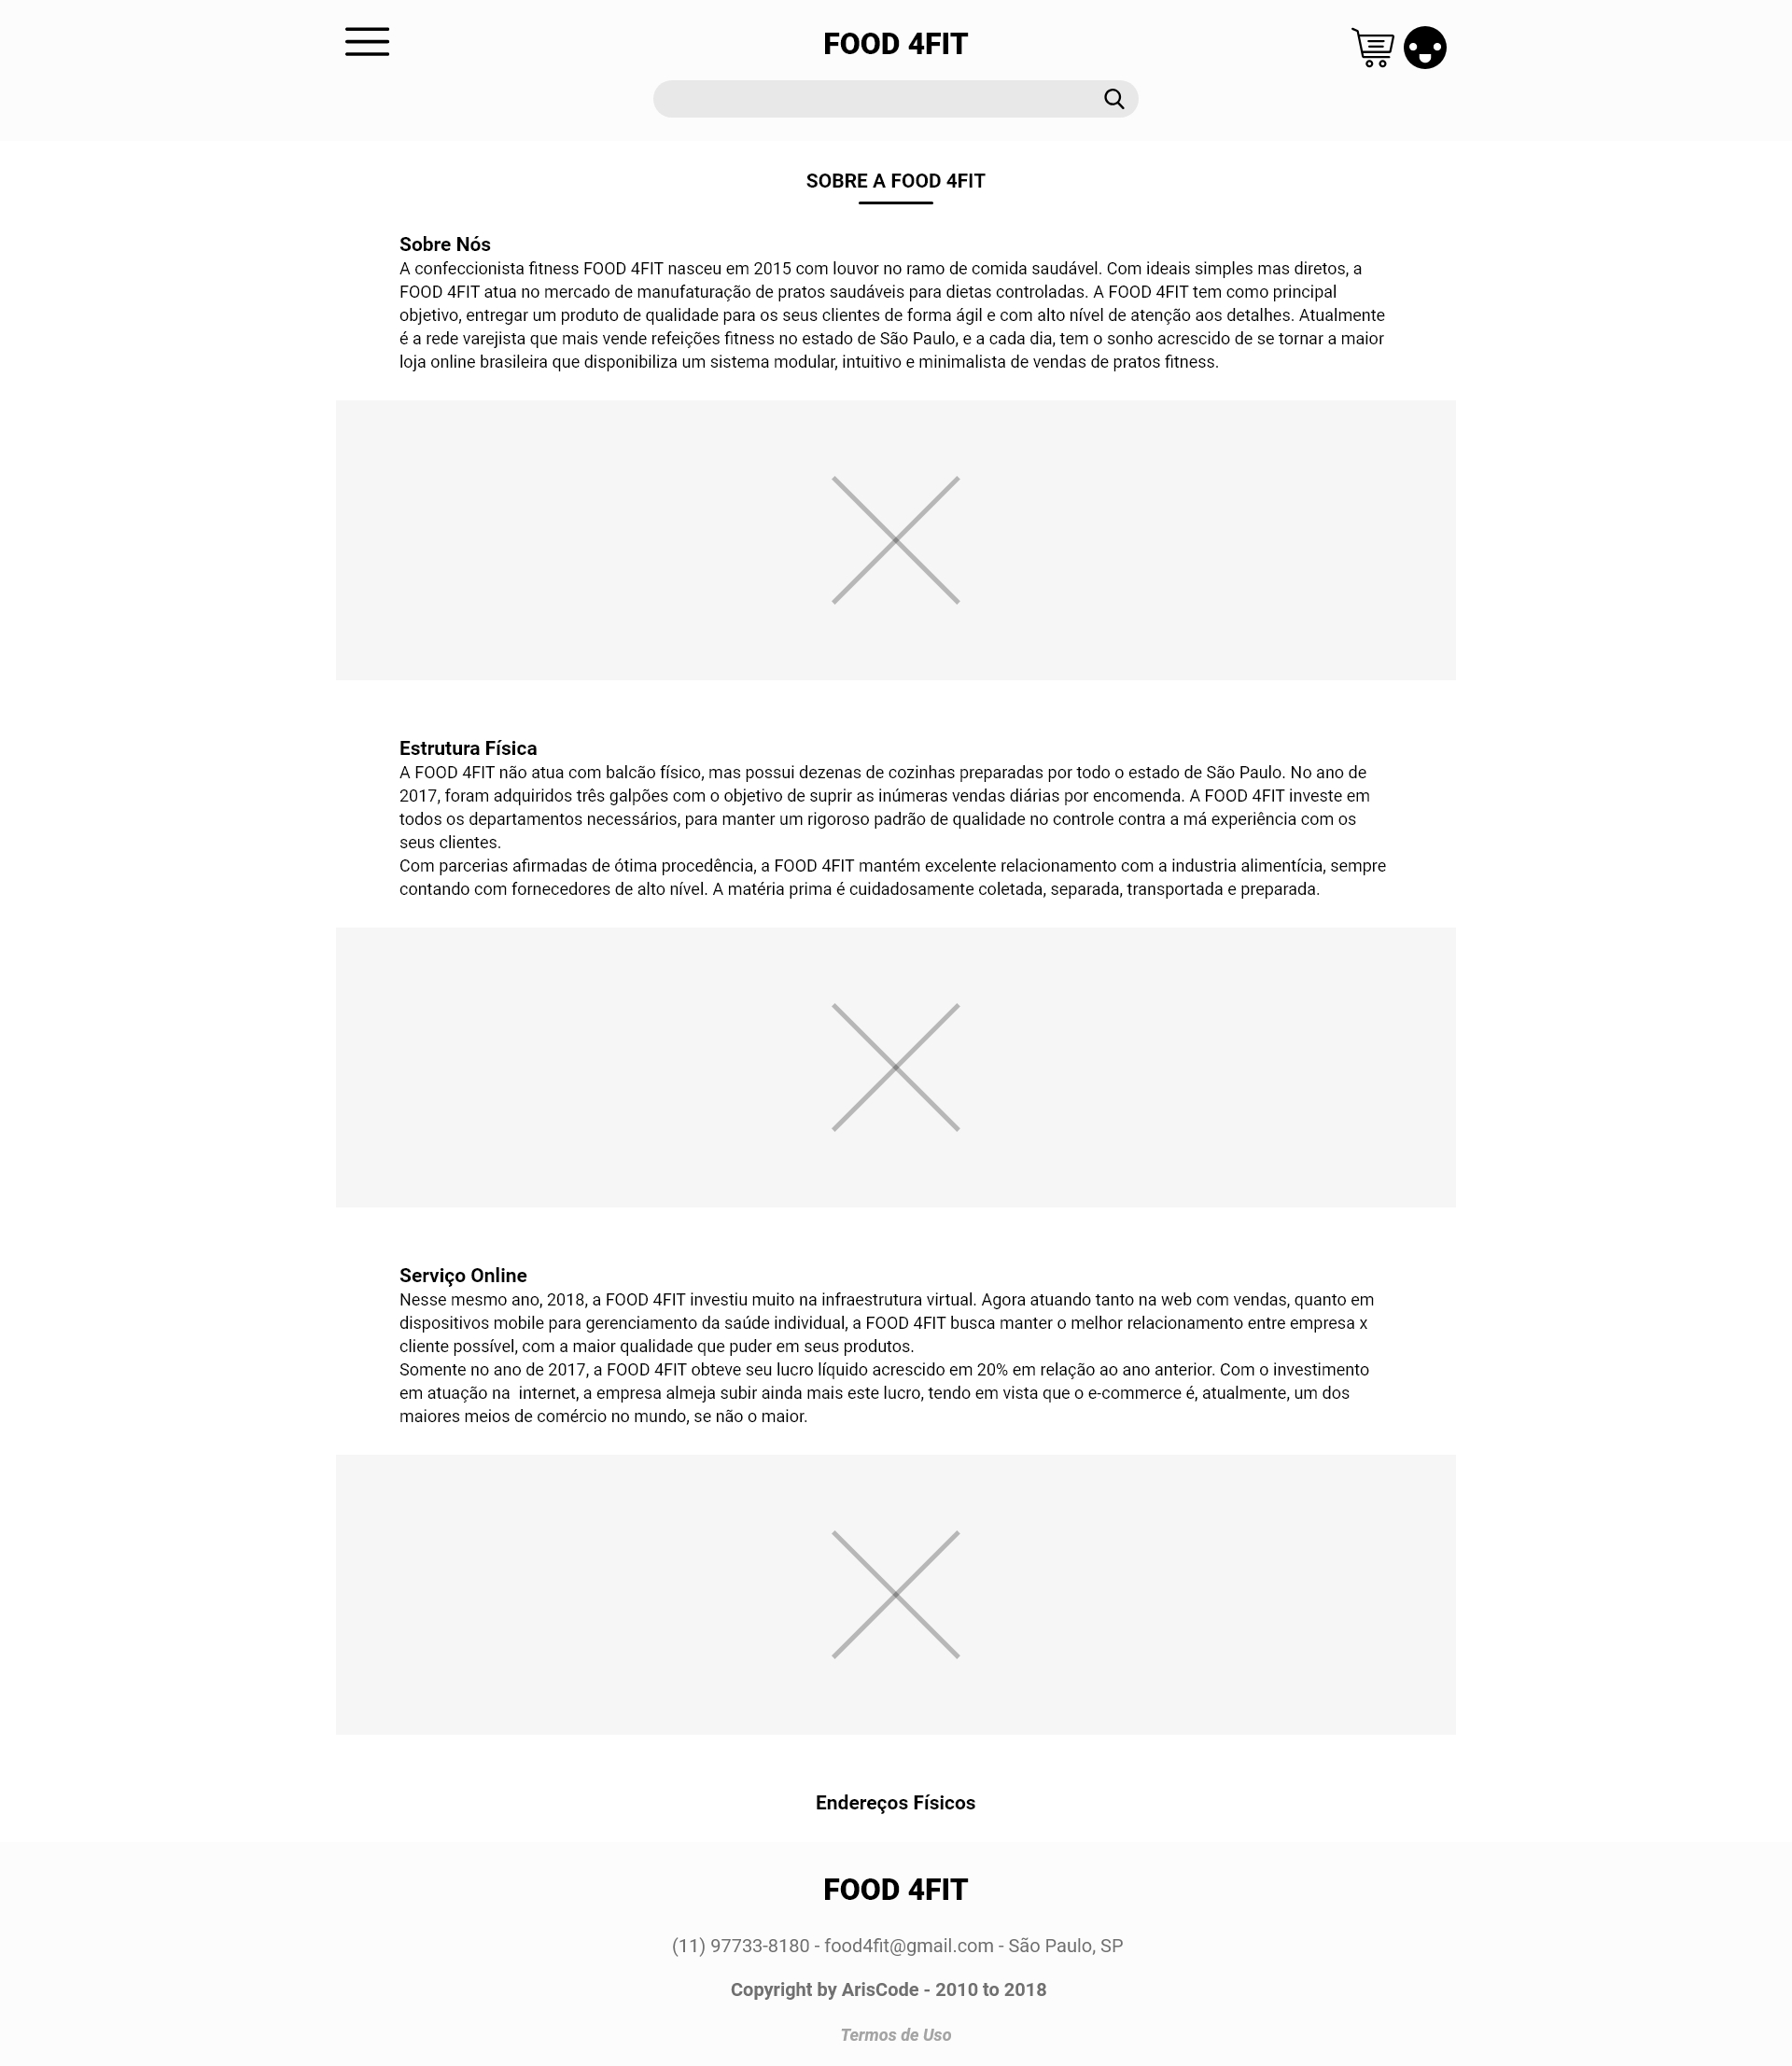 FOOD 4FIT
SOBRE A FOOD 4FIT
Sobre Nós
A confeccionista fitness FOOD 4FIT nasceu em 2015 com louvor no ramo de comida saudável. Com ideais simples mas diretos, a
FOOD 4FIT atua no mercado de manufaturação de pratos saudáveis para dietas controladas. A FOOD 4FIT tem como principal
objetivo, entregar um produto de qualidade para os seus clientes de forma ágil e com alto nível de atenção aos detalhes. Atualmente
é a rede varejista que mais vende refeições fitness no estado de São Paulo, e a cada dia, tem o sonho acrescido de se tornar a maior
loja online brasileira que disponibiliza um sistema modular, intuitivo e minimalista de vendas de pratos fitness.
Estrutura Física
A FOOD 4FIT não atua com balcão físico, mas possui dezenas de cozinhas preparadas por todo o estado de São Paulo. No ano de
2017, foram adquiridos três galpões com o objetivo de suprir as inúmeras vendas diárias por encomenda. A FOOD 4FIT investe em
todos os departamentos necessários, para manter um rigoroso padrão de qualidade no controle contra a má experiência com os
seus clientes.
Com parcerias afirmadas de ótima procedência, a FOOD 4FIT mantém excelente relacionamento com a industria alimentícia, sempre
contando com fornecedores de alto nível. A matéria prima é cuidadosamente coletada, separada, transportada e preparada.
Serviço Online
Nesse mesmo ano, 2018, a FOOD 4FIT investiu muito na infraestrutura virtual. Agora atuando tanto na web com vendas, quanto em
dispositivos mobile para gerenciamento da saúde individual, a FOOD 4FIT busca manter o melhor relacionamento entre empresa x
cliente possível, com a maior qualidade que puder em seus produtos.
Somente no ano de 2017, a FOOD 4FIT obteve seu lucro líquido acrescido em 20% em relação ao ano anterior. Com o investimento
em atuação na  internet, a empresa almeja subir ainda mais este lucro, tendo em vista que o e-commerce é, atualmente, um dos
maiores meios de comércio no mundo, se não o maior.
Endereços Físicos
FOOD 4FIT
(11) 97733-8180 - food4fit@gmail.com - São Paulo, SP
Copyright by ArisCode - 2010 to 2018
Termos de Uso